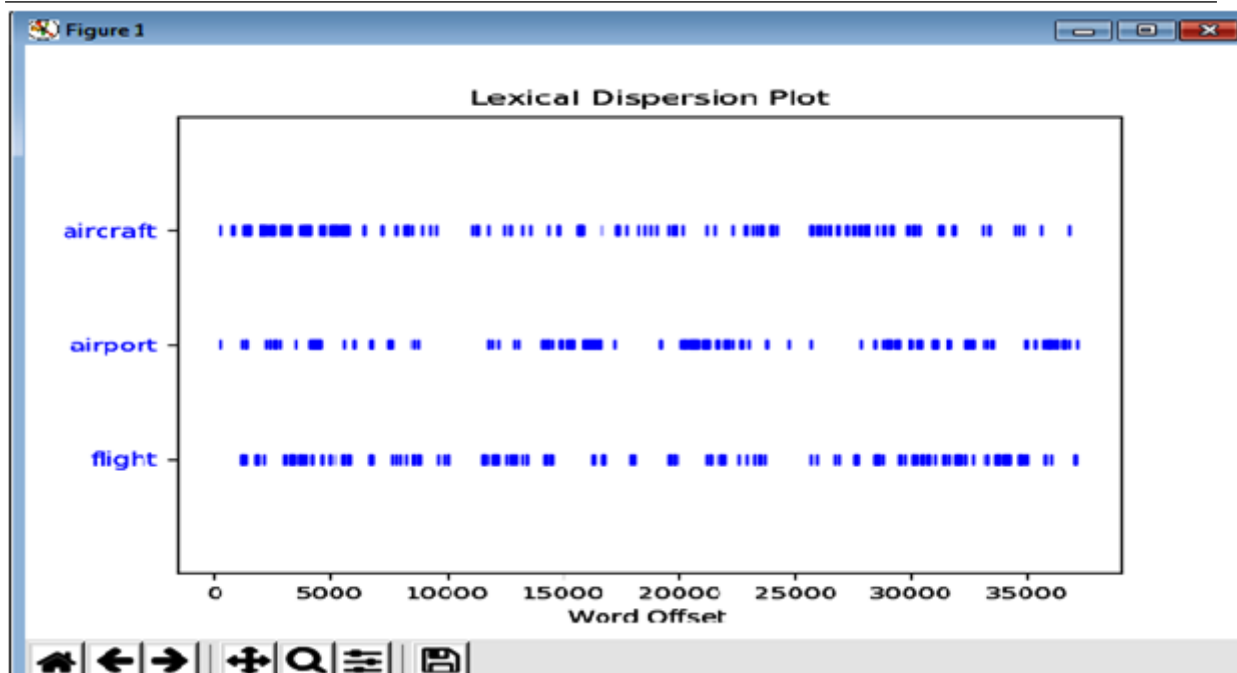 Figure 1
Lexical Dispersion Plot
aircraft
airport
flight
0 5000 10000 15000 20000 25000 30000 35000
Word Offset